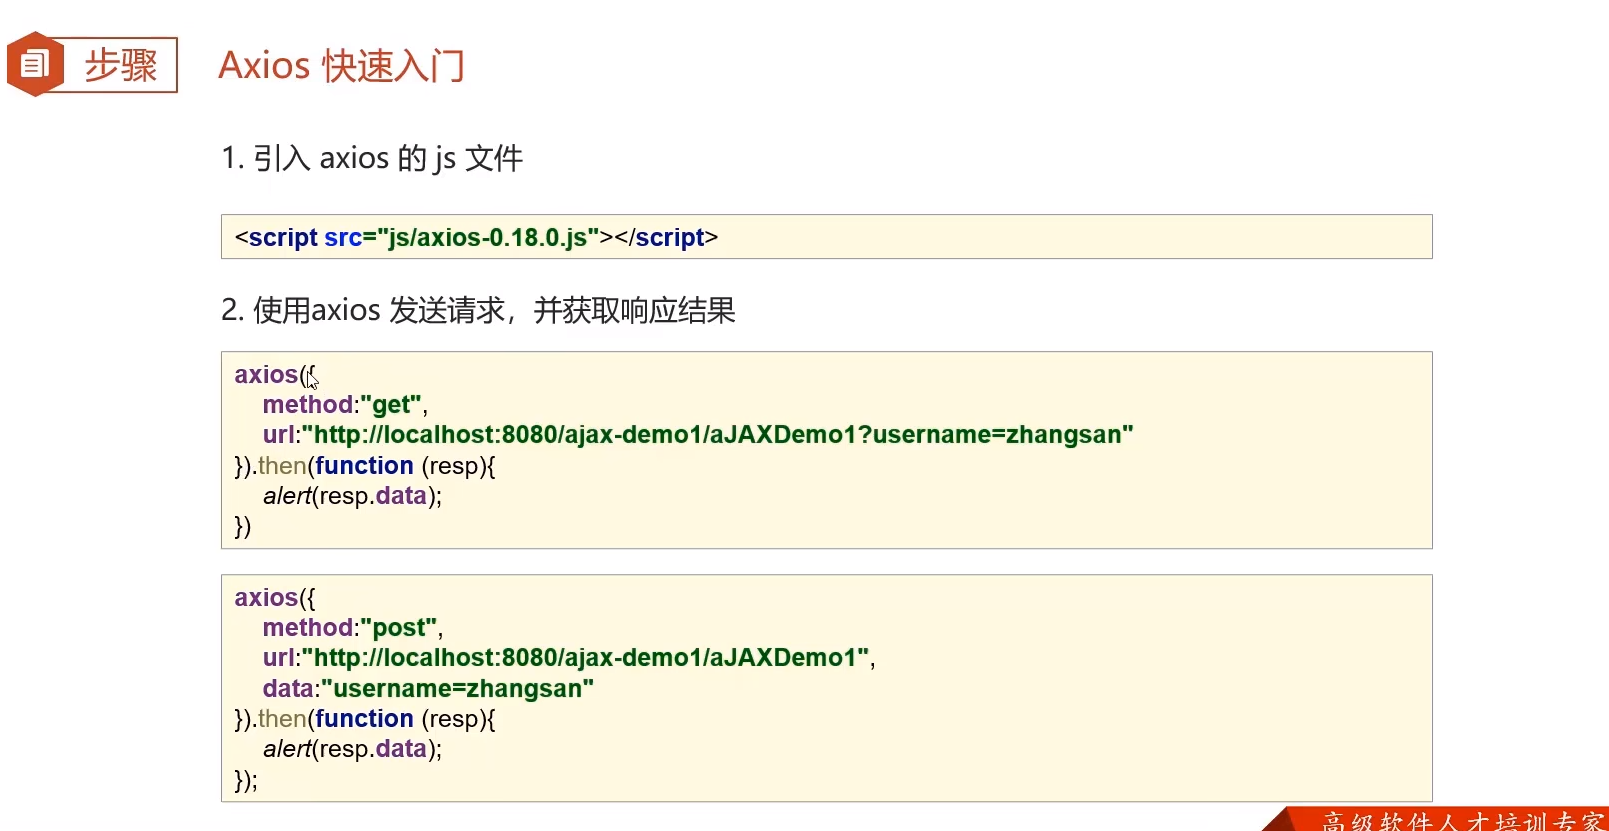 步骤
Axios 快速入门
1. 引入 axios 的 js 文件
<script src="js/axios-0.18.0.js"></script>
2. 使用axios 发送请求，并获取响应结果
axios({
method:"get",
url:"http://localhost:8080/ajax-demo1/aJAXDemo1?username=zhangsan"
}).then(function (resp){
alert(resp.data);
})
axios({
method:"post",
url:"http://localhost:8080/ajax-demo1/aJAXDemo1",
data:"username=zhangsan"
}).then(function (resp){
alert(resp.data);
});
高级软件人才培训专家